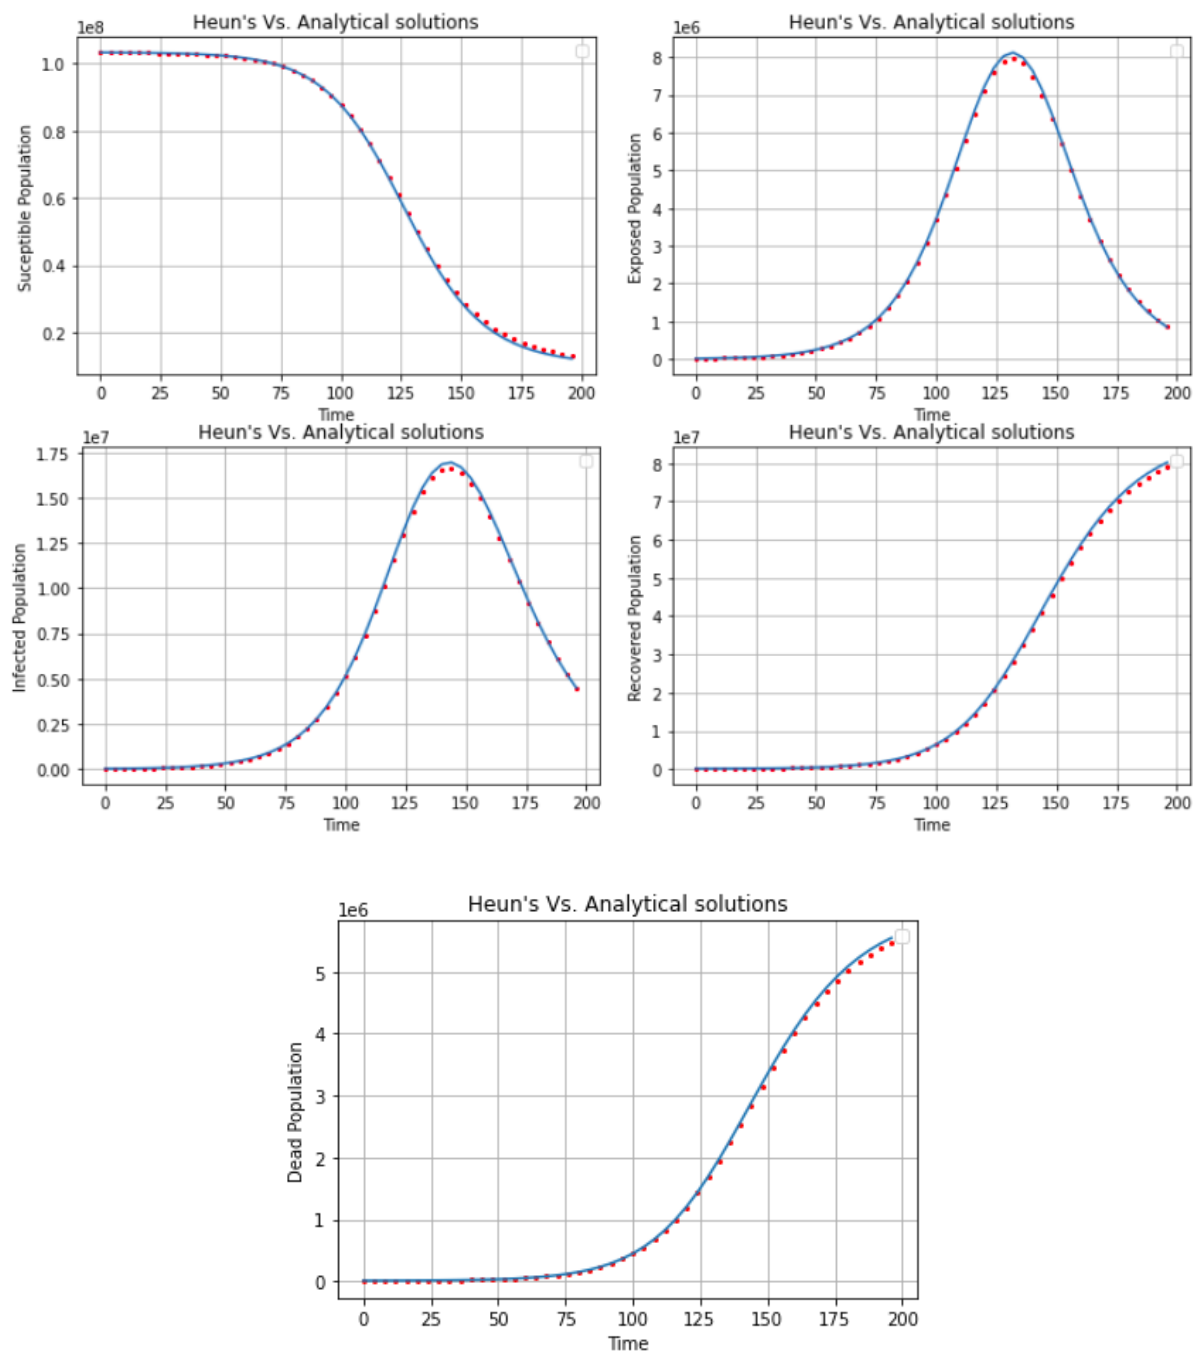 Heun's Vs. Analytical solutions
1e8
1.0
0.8
0.6
0.4
0.2
Suceptible Population
0 25 50 75 100 125 150 175 200
Time
Heun's Vs. Analytical solutions
1e6
8
7
6
5
4
3
2
1
0
Exposed Population
0 25 50 75 100 125 150 175 200
Time
Heun's Vs. Analytical solutions
1e7
1.75
1.50
1.25
1.00
0.75
0.50
0.25
0.00
Infected Population
0 25 50 75 100 125 150 175 200
Time
Heun's Vs. Analytical solutions
1e7
8
7
6
5
4
3
2
1
0
Recovered Population
0 25 50 75 100 125 150 175 200
Time
Heun's Vs. Analytical solutions
1e6
5
4
3
2
1
0
Dead Population
0 25 50 75 100 125 150 175 200
Time